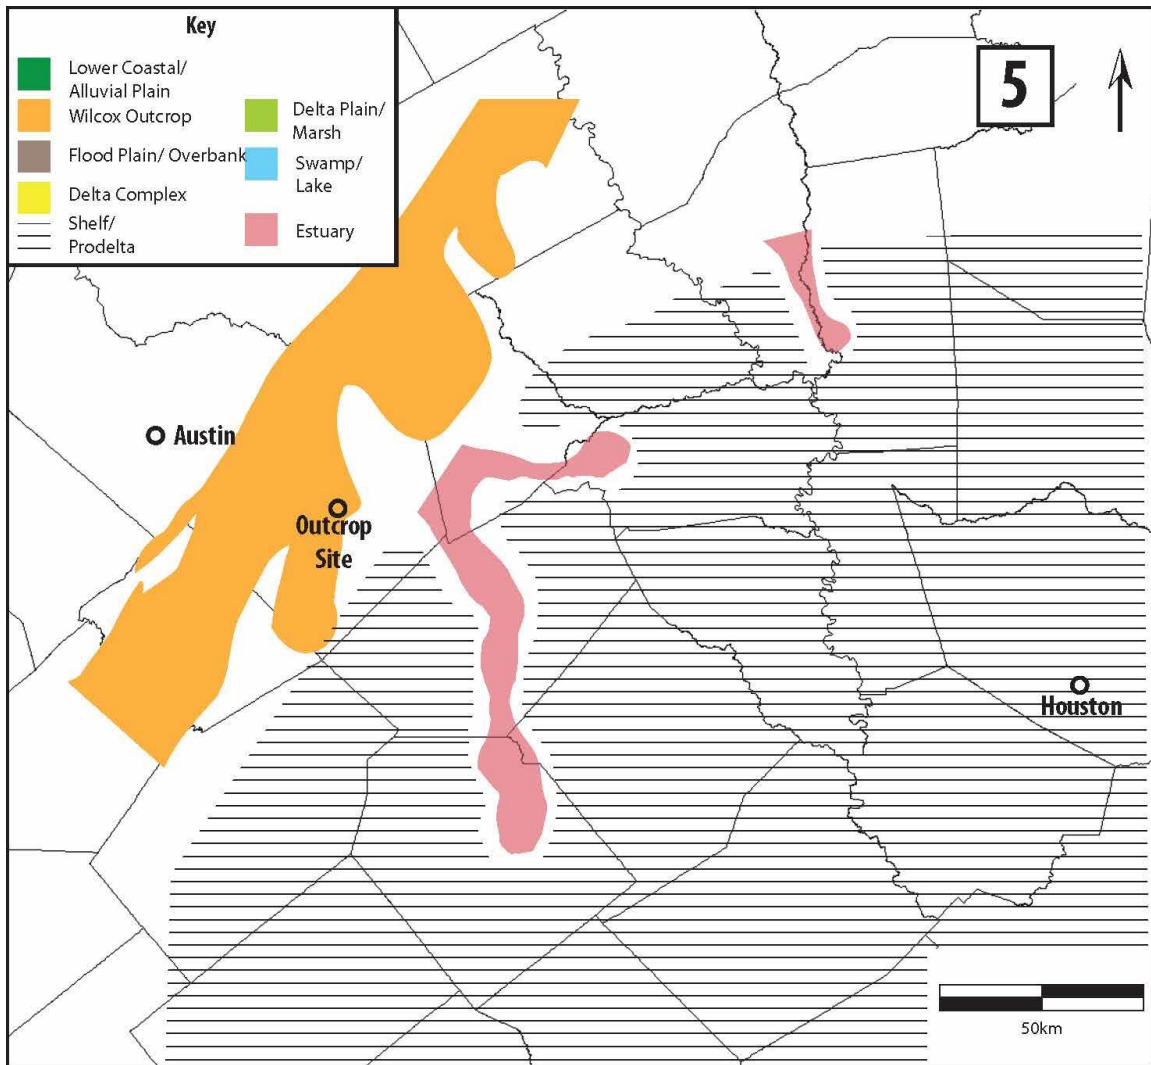 Key
Lower Coastal/
Alluvial Plain
Wilcox Outcrop
Flood Plain/ Overbank
Delta Complex
Shelf/
Prodelta
Delta Plain/
Marsh
Swamp/
Lake
Estuary
5
Austin
Outcrop
Site
Houston
50km